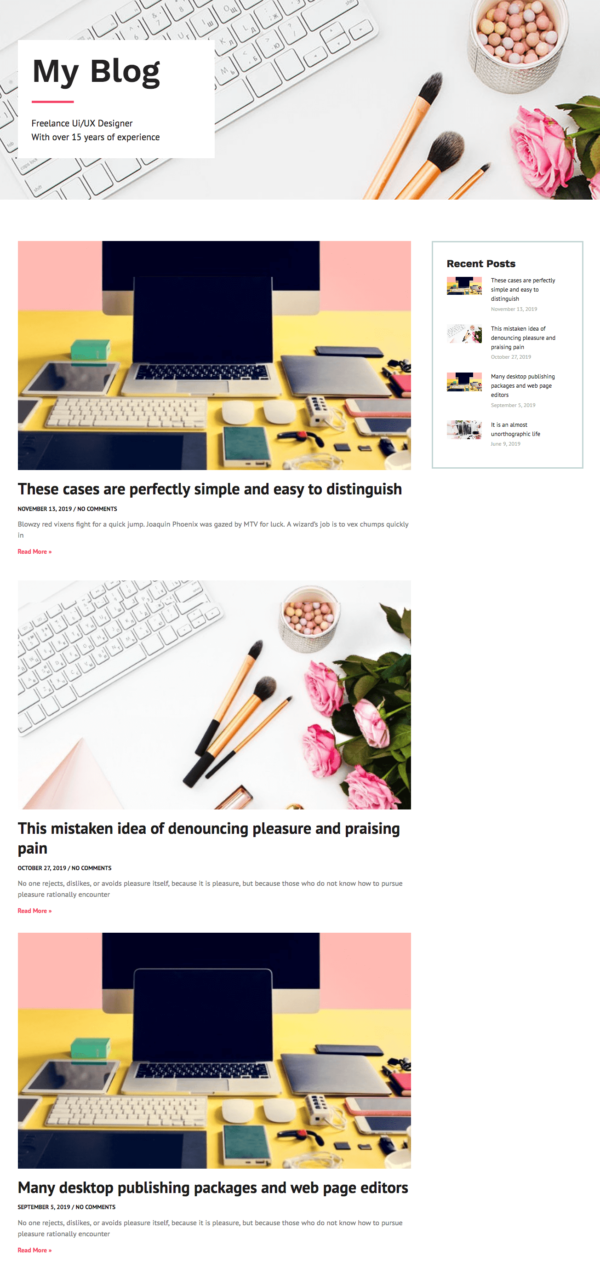 My Blog
Freelance Ui/UX Designer
With over 15 years of experience
These cases are perfectly simple and easy to distinguish
NOVEMBER 13, 2019 / NO COMMENTS
Blowzy red vixens fight for a quick jump. Joaquin Phoenix was gazed by MTV for luck. A wizard's job is to vex chumps quickly
in
Read More »
This mistaken idea of denouncing pleasure and praising
pain
OCTOBER 27, 2019 / NO COMMENTS
No one rejects, dislikes, or avoids pleasure itself, because it is pleasure, but because those who do not know how to pursue
pleasure rationally encounter
Read More »
Many desktop publishing packages and web page editors
SEPTEMBER 5, 2019 / NO COMMENTS
No one rejects, dislikes, or avoids pleasure itself, because it is pleasure, but because those who do not know how to pursue
pleasure rationally encounter
Read More »
Recent Posts
These cases are perfectly
simple and easy to
distinguish
November 13, 2019
This mistaken idea of
denouncing pleasure and
praising pain
October 27, 2019
Many desktop publishing
packages and web page
editors
September 5, 2019
It is an almost
unorthographic life
June 9, 2019